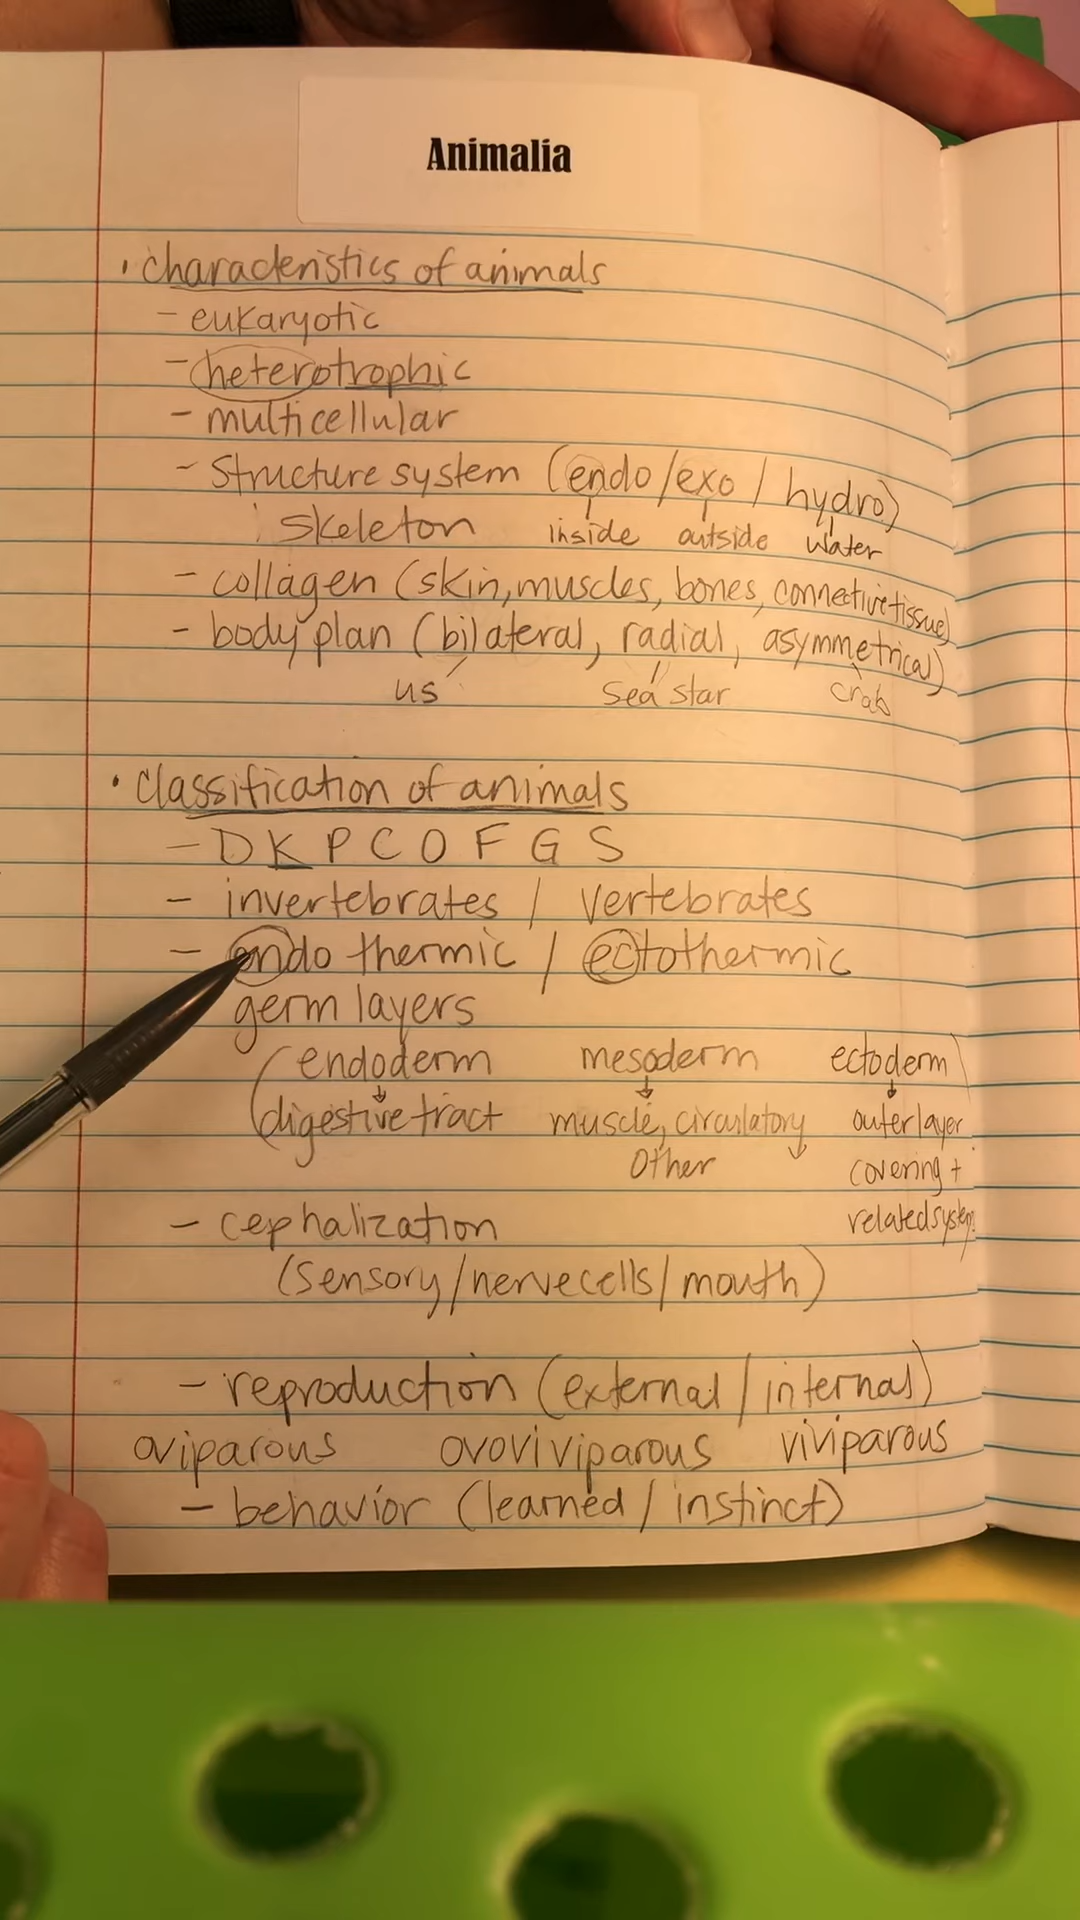 Animalia
· characteristics of animals
- eukaryotic
- heterotrophic
- multicellular
- Structure system (endo/exo / hydro)
skeleton inside outside water
- collagen (skin, muscles, bones, connective tissue)
- body plan (bilateral, radial, asymmetrical)
us sea star crab
· classification of animals
- D K P C O F G S
- invertebrates / vertebrates
- endothermic / ectothermic
germ layers
(endoderm mesoderm ectoderm)
digestive tract muscle, circulatory outer layer
Other covering +
- cephalization related system
(sensory/nerve cells/mouth)
- reproduction (external / internal)
oviparous ovoviviparous viviparous
- behavior (learned / instinct)